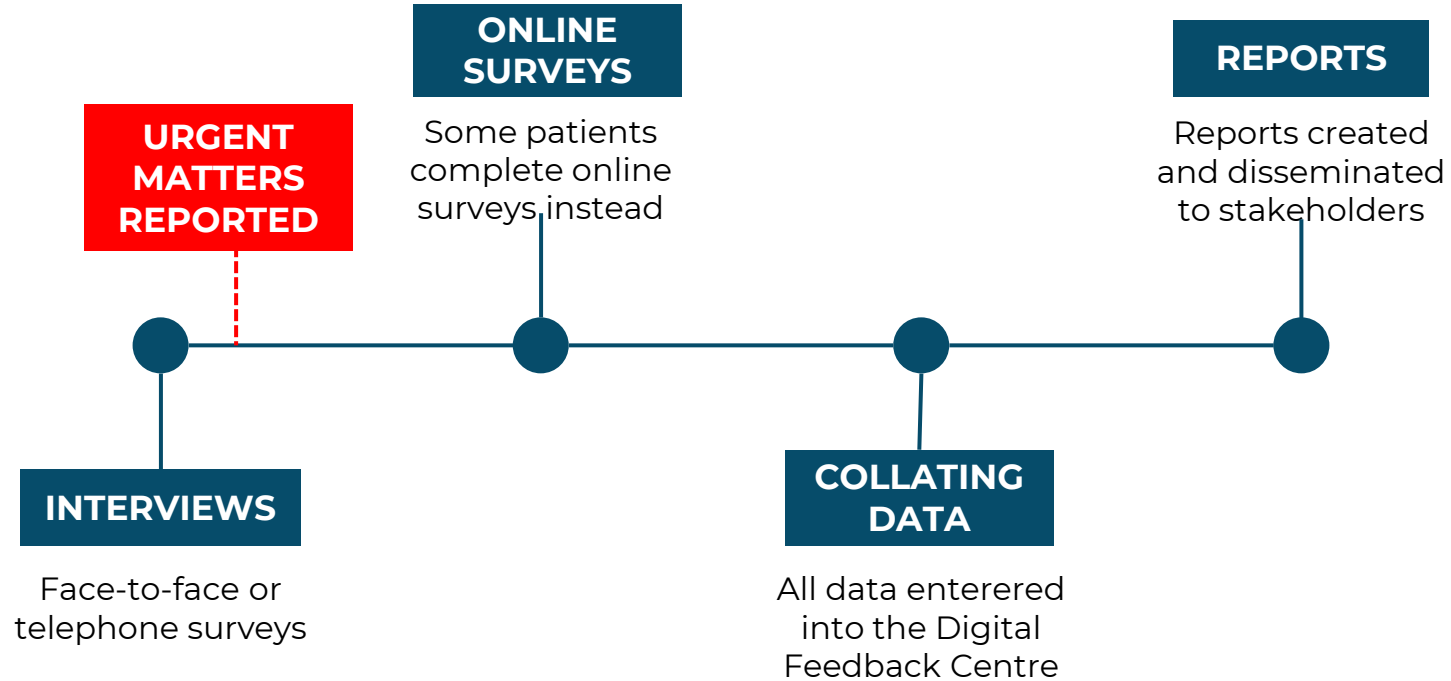 ONLINE
SURVEYS
Some patients
complete online
surveys instead
REPORTS
Reports created
and disseminated
to stakeholders
URGENT
MATTERS
REPORTED
INTERVIEWS
Face-to-face or
telephone surveys
COLLATING
DATA
All data enterered
into the Digital
Feedback Centre